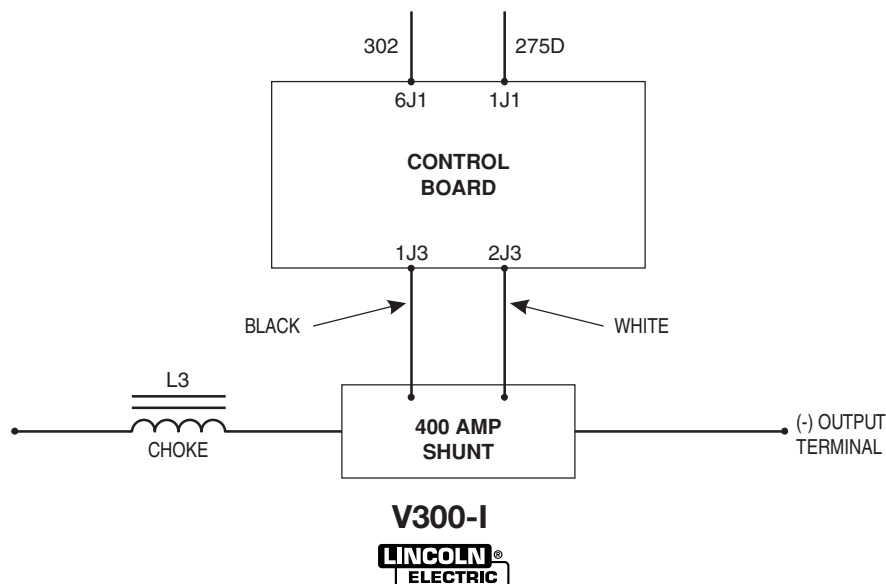 302
275D
6J1
1J1
CONTROL
BOARD
1J3
2J3
BLACK
WHITE
L3
CHOKE
400 AMP
SHUNT
(-) OUTPUT
TERMINAL
V300-I
LINCOLN ®
ELECTRIC